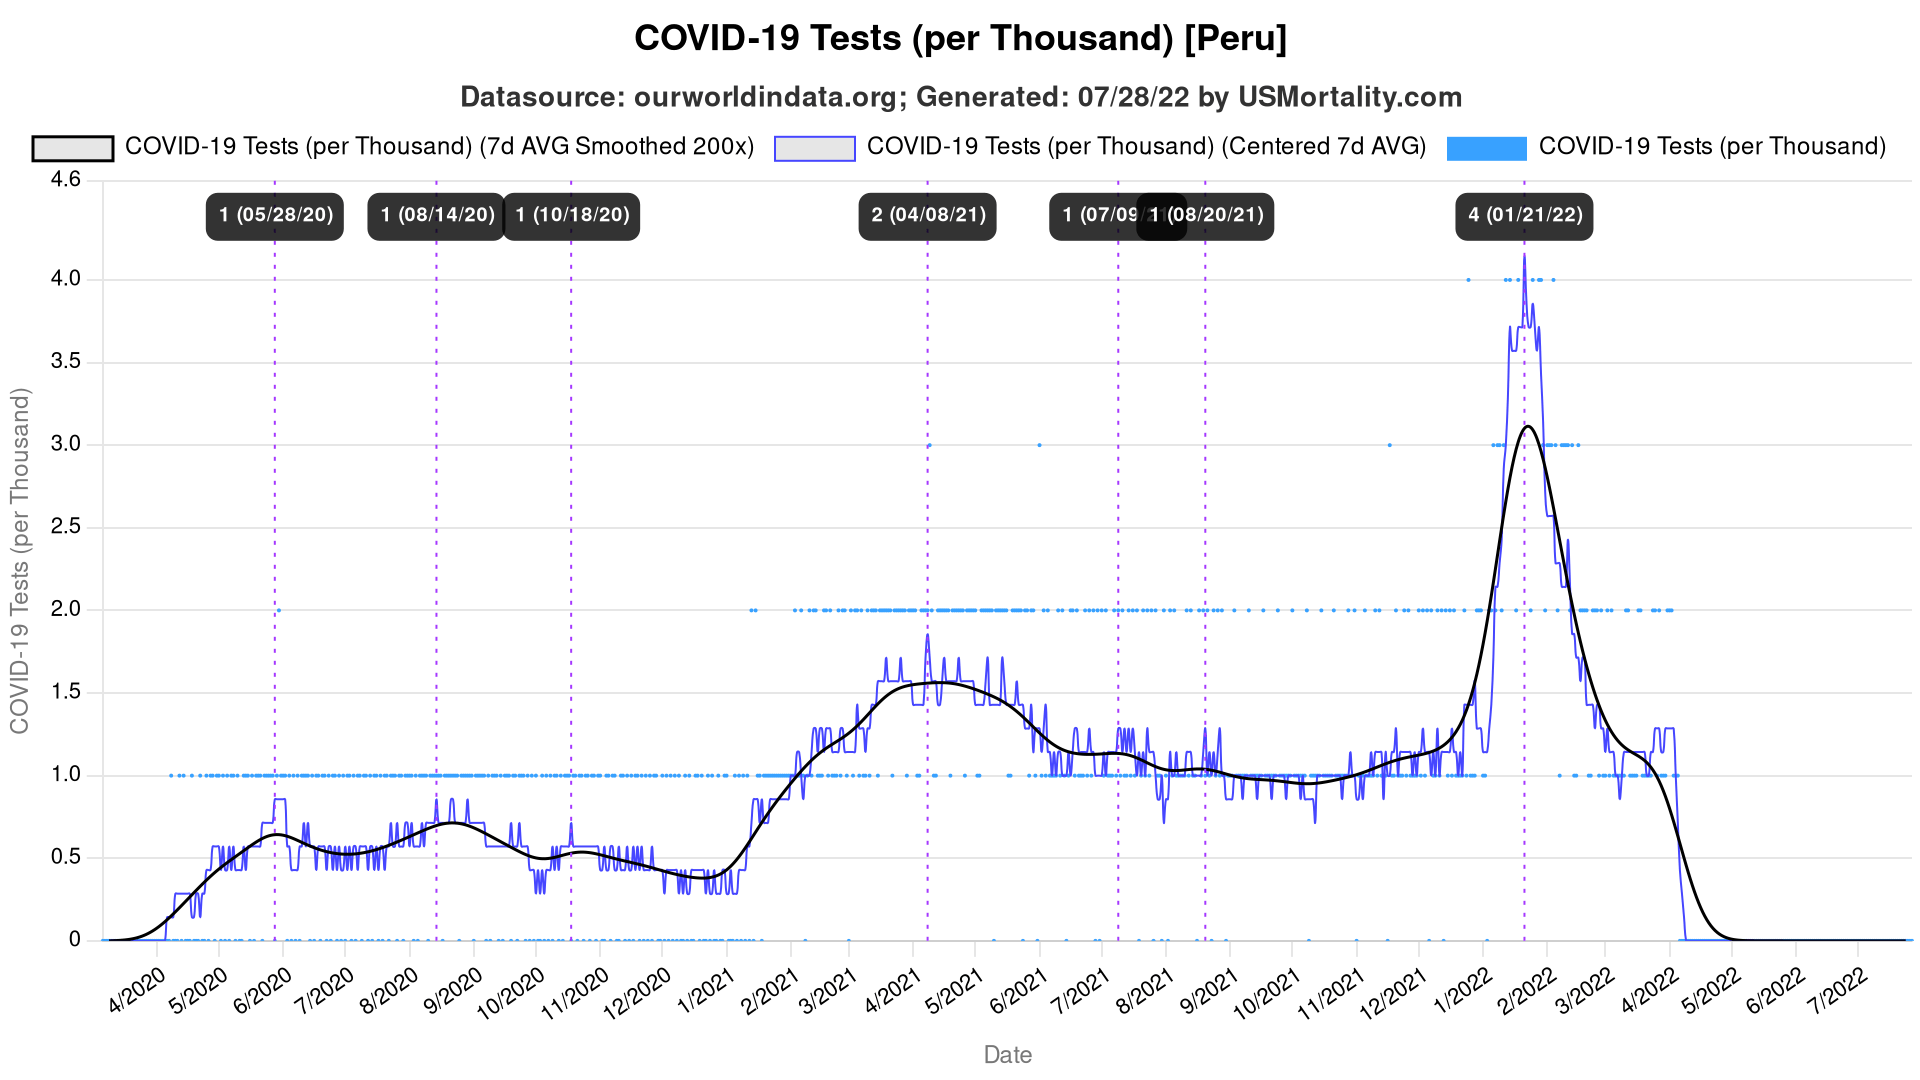 COVID-19 Tests (per Thousand) [Peru]
Datasource: ourworldindata.org; Generated: 07/28/22 by USMortality.com
COVID-19 Tests (per Thousand) (7d AVG Smoothed 200x) COVID-19 Tests (per Thousand) (Centered 7d AVG) COVID-19 Tests (per Thousand)
4.6
1 (05/28/20) 1 (08/14/20) 1 (10/18/20) 2 (04/08/21) 1 (07/09/21) 1 (08/20/21) 4 (01/21/22)
4.0
3.5
3.0
2.5
2.0
1.5
1.0
0.5
0
COVID-19 Tests (per Thousand)
4/2020 5/2020 6/2020 7/2020 8/2020 9/2020 10/2020 11/2020 12/2020 1/2021 2/2021 3/2021 4/2021 5/2021 6/2021 7/2021 8/2021 9/2021 10/2021 11/2021 12/2021 1/2022 2/2022 3/2022 4/2022 5/2022 6/2022 7/2022
Date